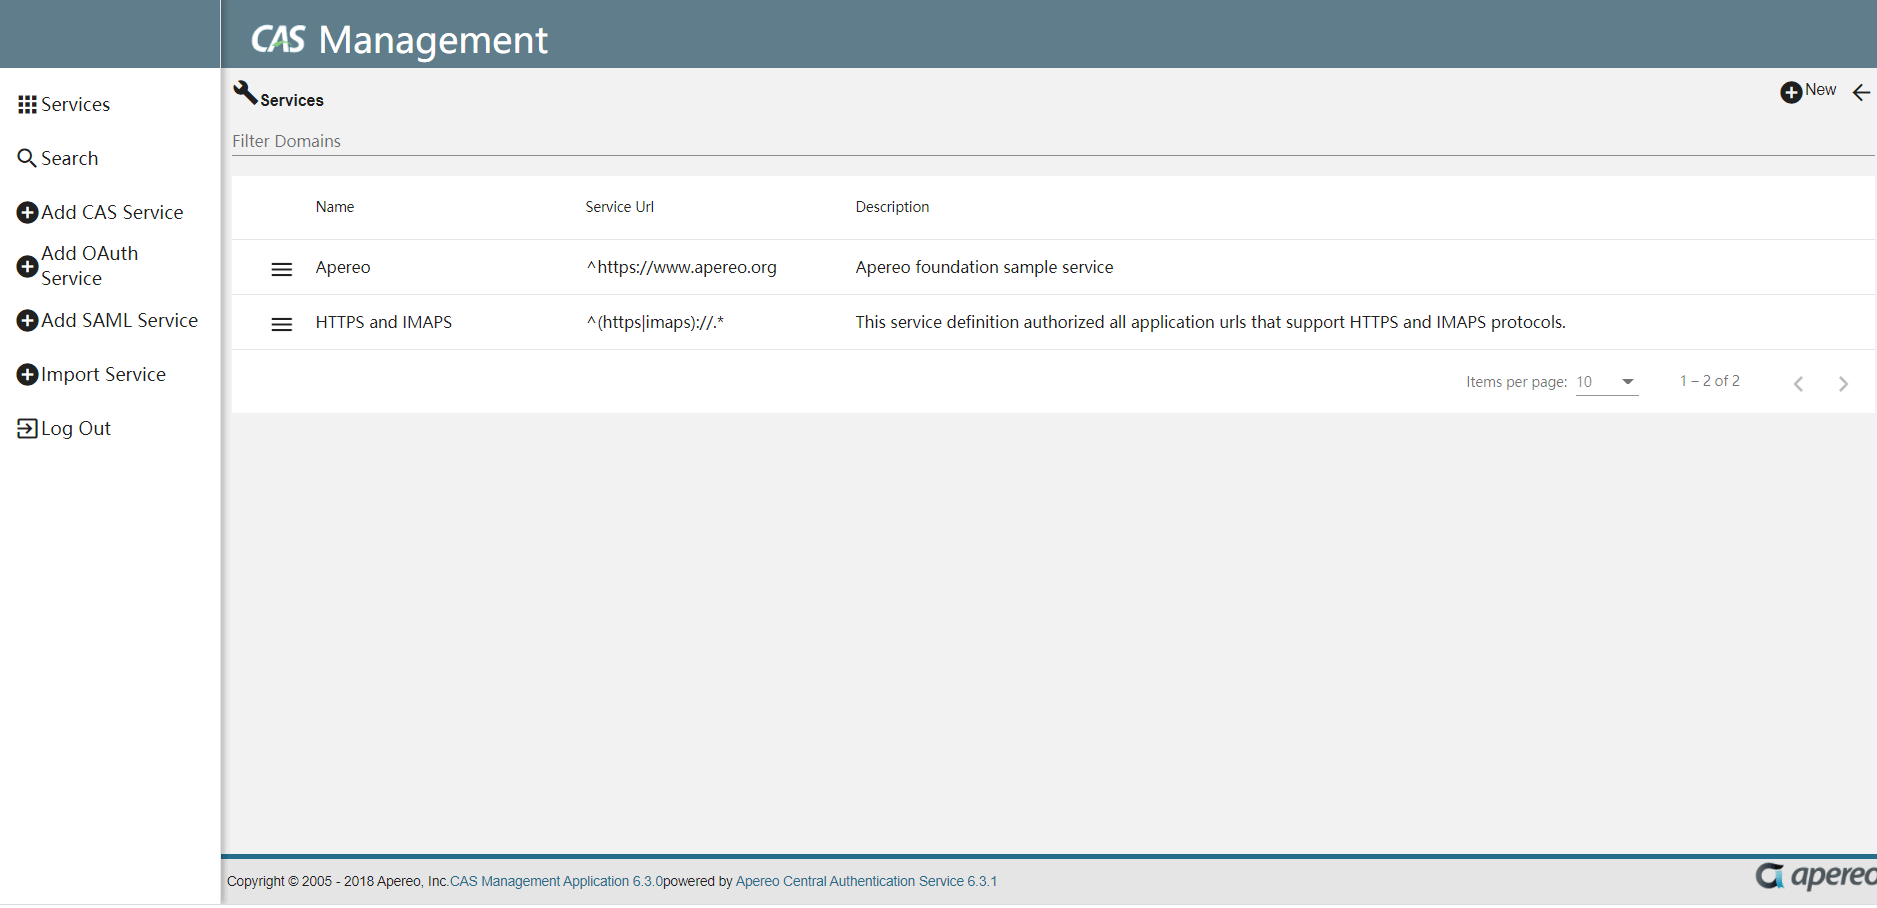 CAS Management
Services
Search
Add CAS Service
Add OAuth
Service
Add SAML Service
Import Service
Log Out
Services
New
Filter Domains
Name Service Url Description
Apereo ^https://www.apereo.org Apereo foundation sample service
HTTPS and IMAPS ^(https|imaps)://.* This service definition authorized all application urls that support HTTPS and IMAPS protocols.
Items per page: 10 1 – 2 of 2
Copyright © 2005 - 2018 Apereo, Inc.CAS Management Application 6.3.0powered by Apereo Central Authentication Service 6.3.1
apereo